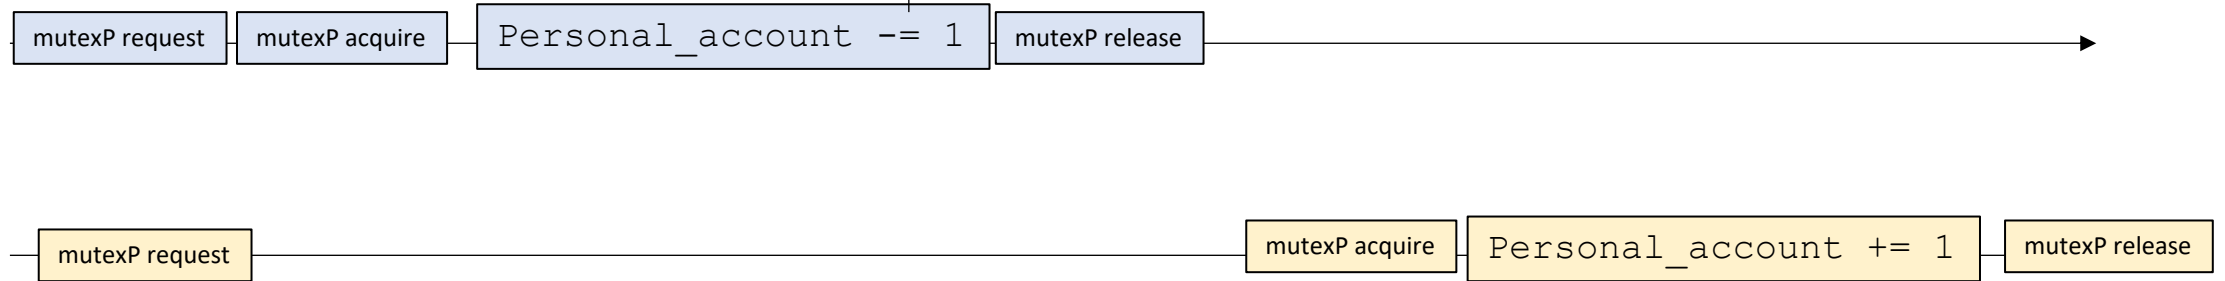 mutexP request mutexP acquire Personal_account -= 1 mutexP release
mutexP request mutexP acquire Personal_account += 1 mutexP release